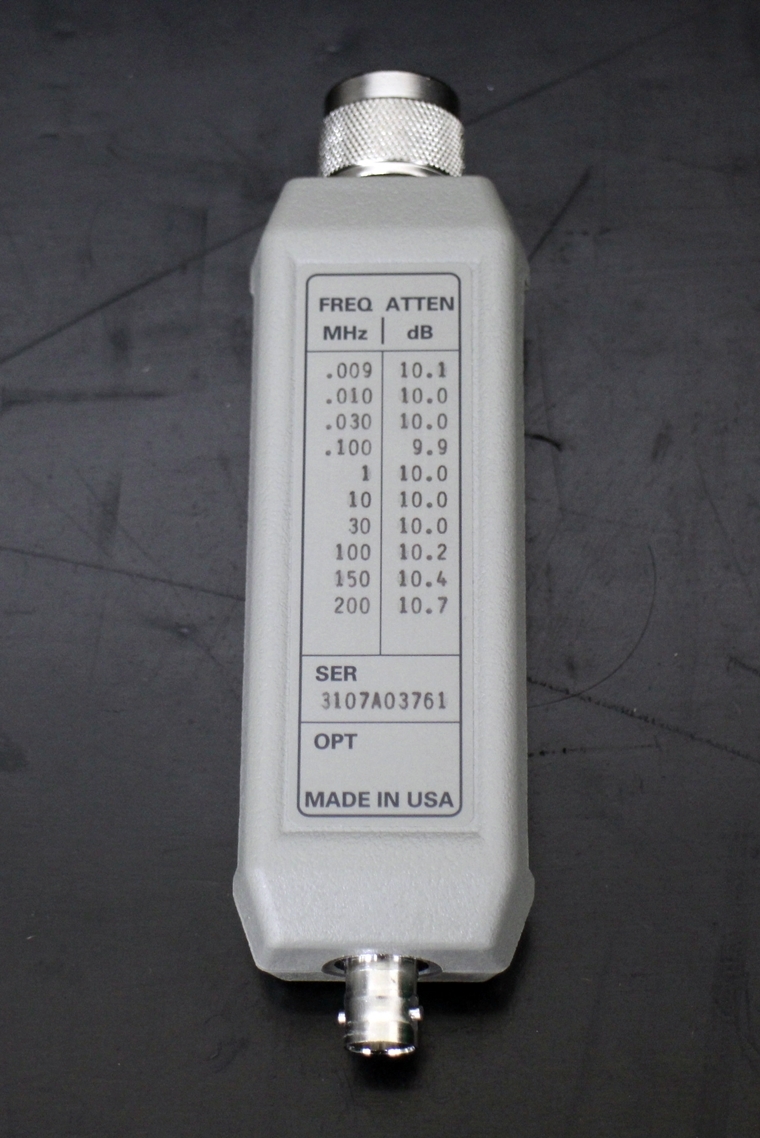 FREQ ATTEN
MHz | dB
.009 10.1
.010 10.0
.030 10.0
.100 9.9
1 10.0
10 10.0
30 10.0
100 10.2
150 10.4
200 10.7
SER
3107A03761
OPT
MADE IN USA